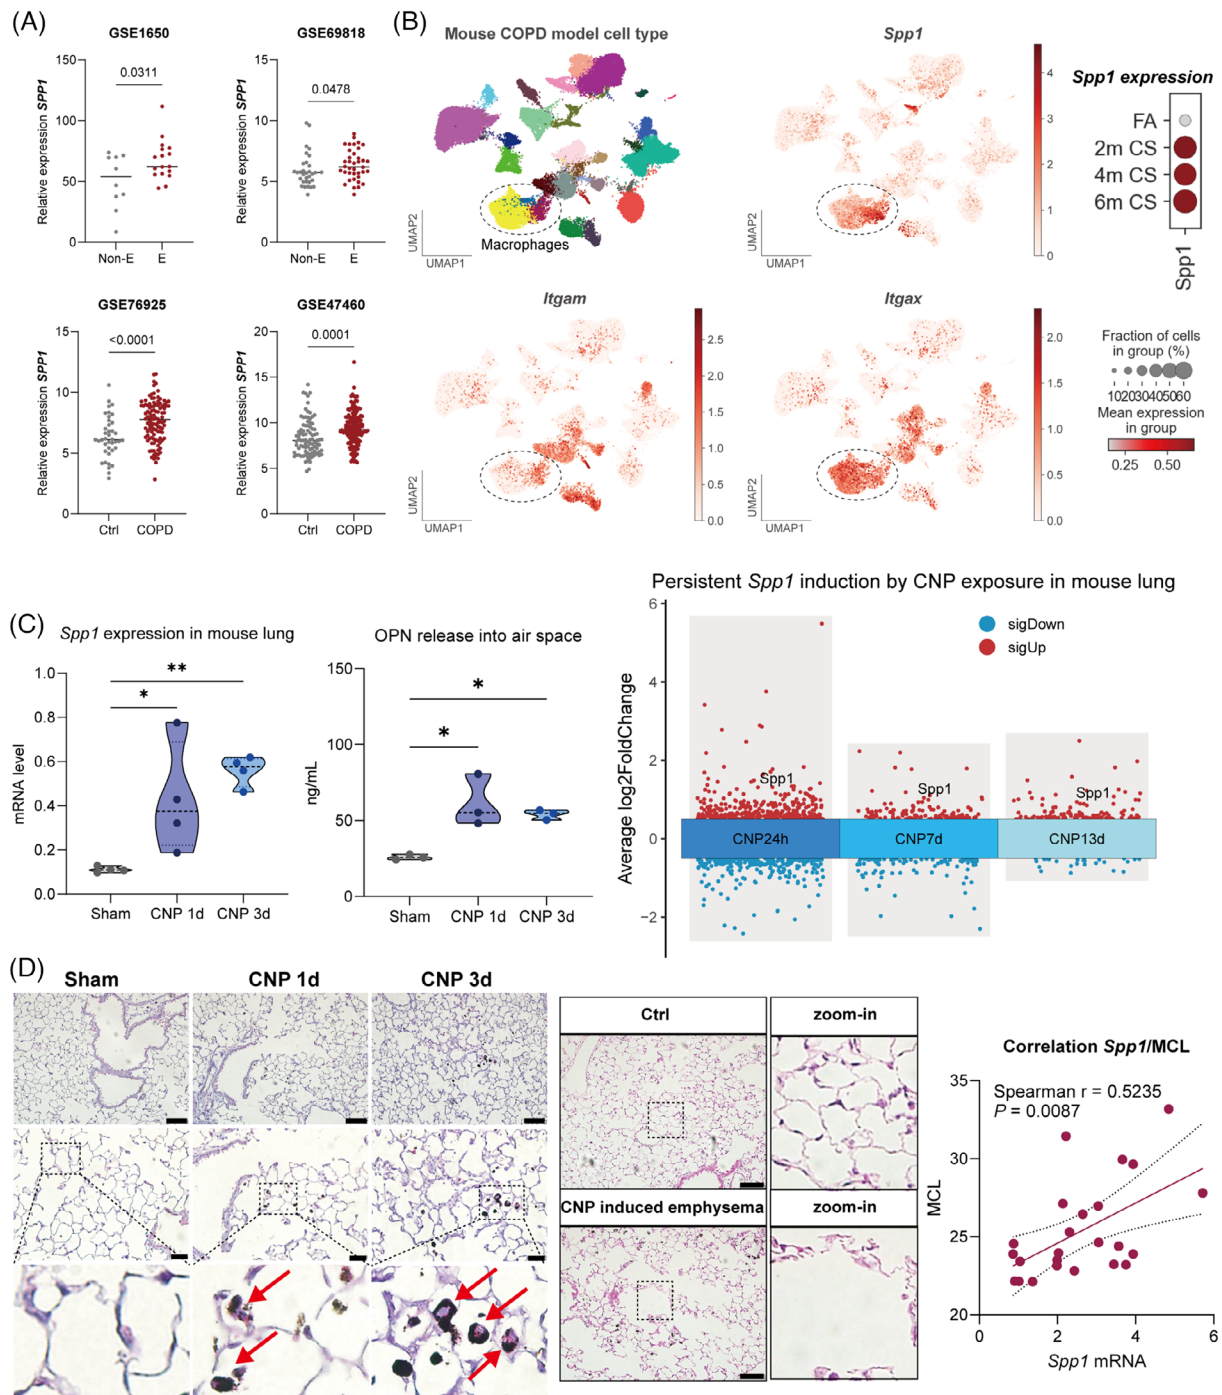 (A)
GSE1650
Relative expression SPP1
150
100
50
0
0.0311
Non-E
E
GSE69818
Relative expression SPP1
15
10
5
0
0.0478
Non-E
E
GSE76925
Relative expression SPP1
15
10
5
0
<0.0001
Ctrl
COPD
GSE47460
Relative expression SPP1
20
15
10
5
0
0.0001
Ctrl
COPD
(B)
Mouse COPD model cell type
Macrophages
UMAP2
UMAP1
Spp1
UMAP2
UMAP1
4
3
2
1
0
Spp1 expression
FA
2m CS
4m CS
6m CS
Spp1
Itgam
UMAP2
UMAP1
2.5
2.0
1.5
1.0
0.5
0.0
Itgax
UMAP2
UMAP1
2.0
1.5
1.0
0.5
0.0
Fraction of cells
in group (%)
102030405060
Mean expression
in group
0.25
0.50
(C)
Spp1 expression in mouse lung
mRNA level
1.0
0.8
0.6
0.4
0.2
0.0
*
**
Sham
CNP 1d
CNP 3d
OPN release into air space
ng/mL
150
100
50
0
*
*
Sham
CNP 1d
CNP 3d
Persistent Spp1 induction by CNP exposure in mouse lung
Average log2FoldChange
6
4
2
0
−2
sigDown
sigUp
Spp1
Spp1
Spp1
CNP24h
CNP7d
CNP13d
(D)
Sham
CNP 1d
CNP 3d
Ctrl
zoom-in
CNP induced emphysema
zoom-in
Correlation Spp1/MCL
Spearman r = 0.5235
P = 0.0087
MCL
35
30
25
20
0
2
4
6
Spp1 mRNA